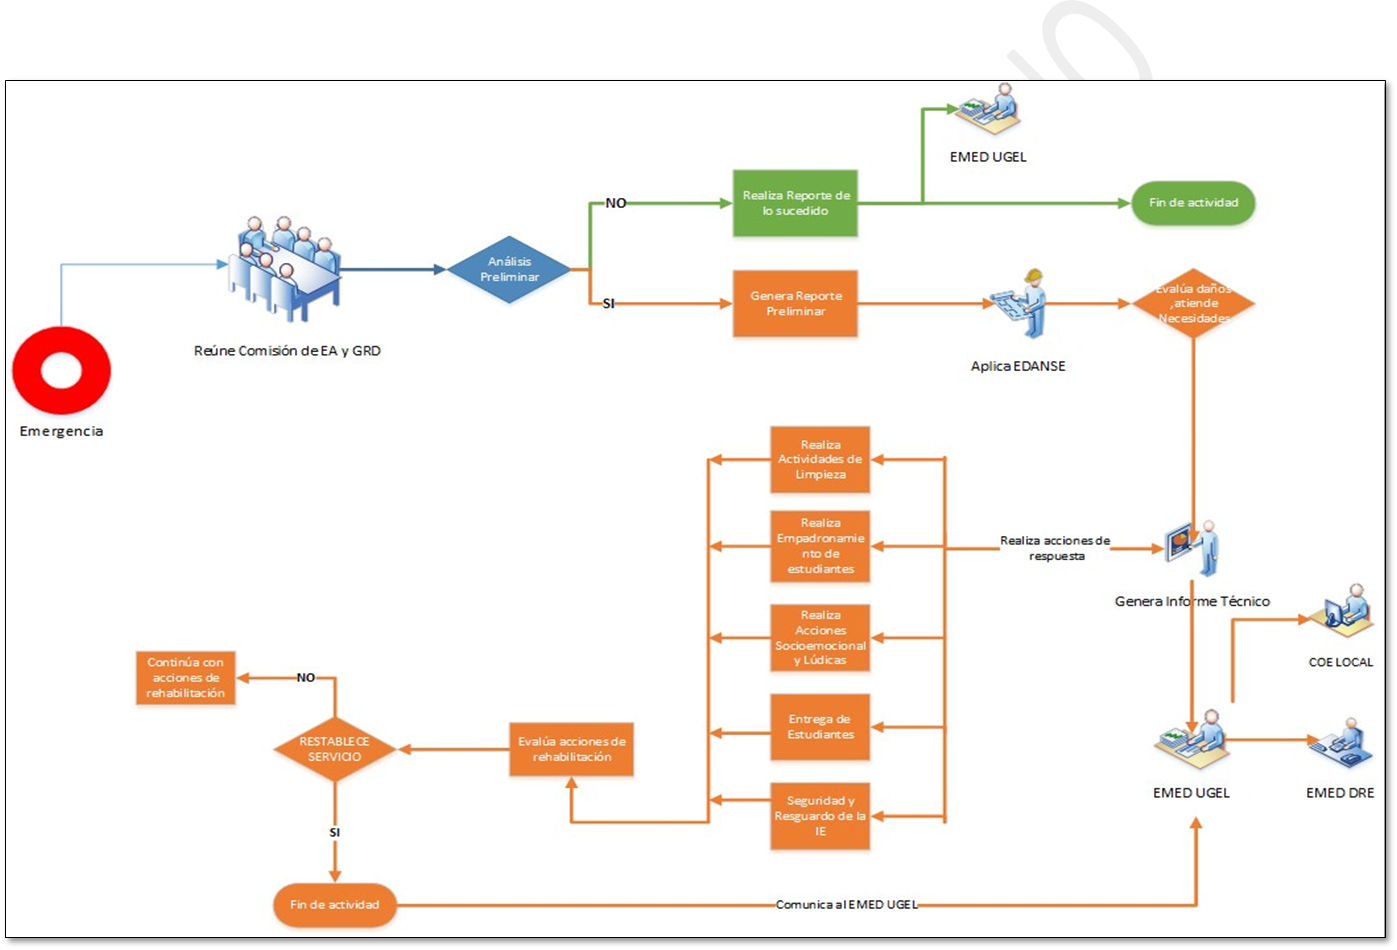 EMED UGEL
NO
Realiza Reporte de
lo sucedido
Fin de actividad
Análisis
Preliminar
SI
Genera Reporte
Preliminar
Evalúa daños
,atiende
Necesidades
Reúne Comisión de EA y GRD
Aplica EDANSE
Emergencia
Realiza
Actividades de
Limpieza
Realiza
Empadronamie
nto de
estudiantes
Realiza acciones de
respuesta
Genera Informe Técnico
Realiza
Acciones
Socioemocional
y Lúdicas
COE LOCAL
Continúa con
acciones de
rehabilitación
NO
Entrega de
Estudiantes
RESTABLECE
SERVICIO
Evalúa acciones de
rehabilitación
EMED UGEL
EMED DRE
Seguridad y
Resguardo de la
IE
SI
Fin de actividad
Comunica al EMED UGEL